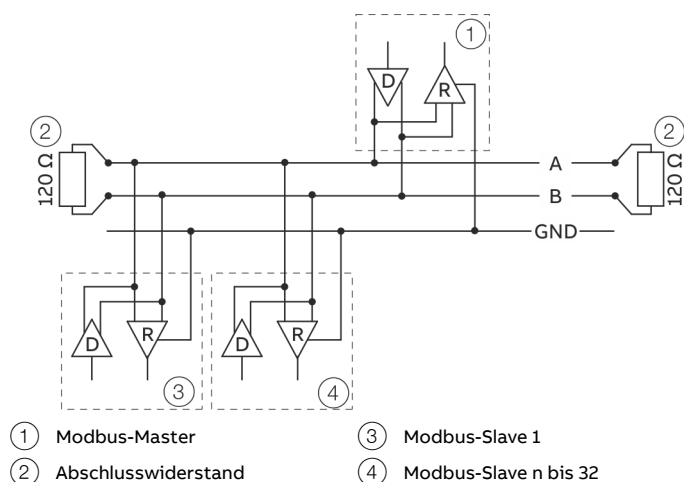 1
D
R
2
120 Ω
A
2
120 Ω
B
GND
D
R
3
D
R
4
1 Modbus-Master
2 Abschlusswiderstand
3 Modbus-Slave 1
4 Modbus-Slave n bis 32